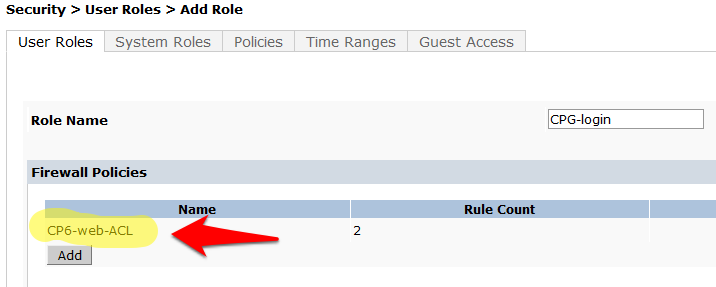 Security > User Roles > Add Role
User Roles System Roles Policies Time Ranges Guest Access
Role Name CPG-login
Firewall Policies
Name Rule Count
CP6-web-ACL 2
Add